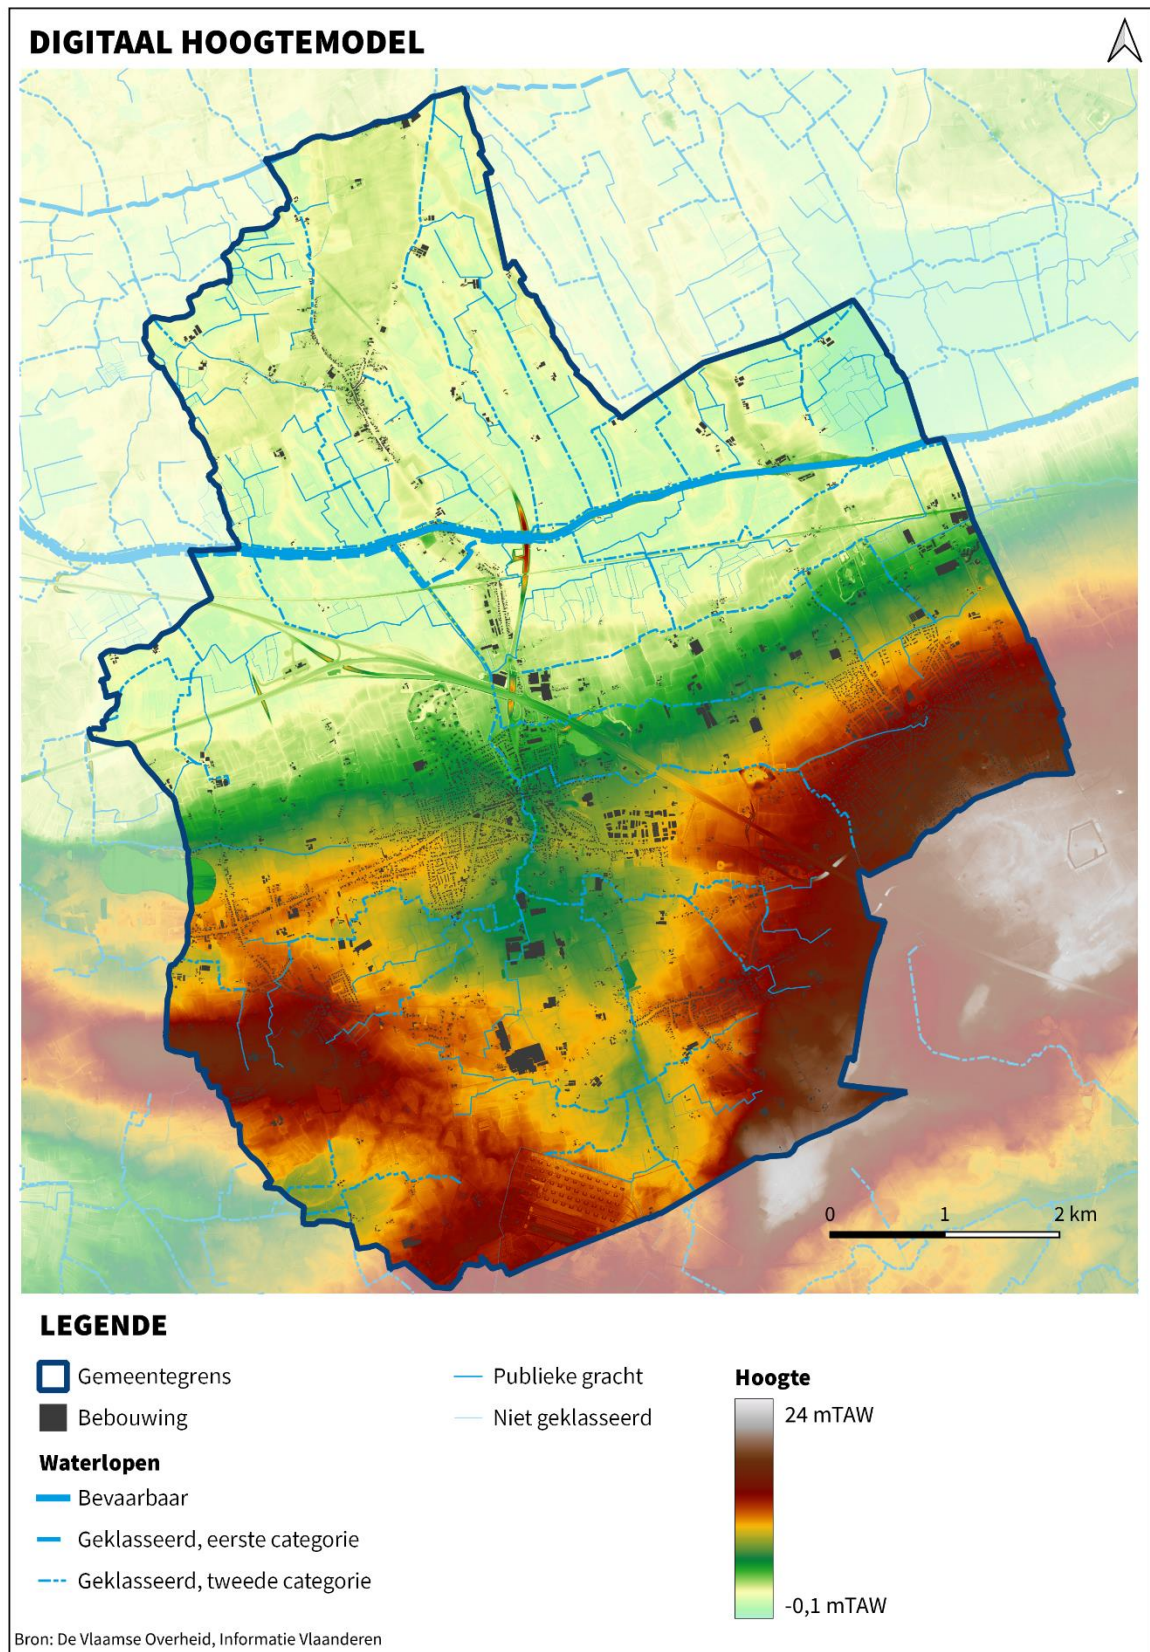 DIGITAAL HOOGTEMODEL
0 1 2 km
LEGENDE
Gemeentegrens
Bebouwing
Waterlopen
Bevaarbaar
Geklasseerd, eerste categorie
Geklasseerd, tweede categorie
Publieke gracht
Niet geklasseerd
Hoogte
24 mTAW
-0,1 mTAW
Bron: De Vlaamse Overheid, Informatie Vlaanderen